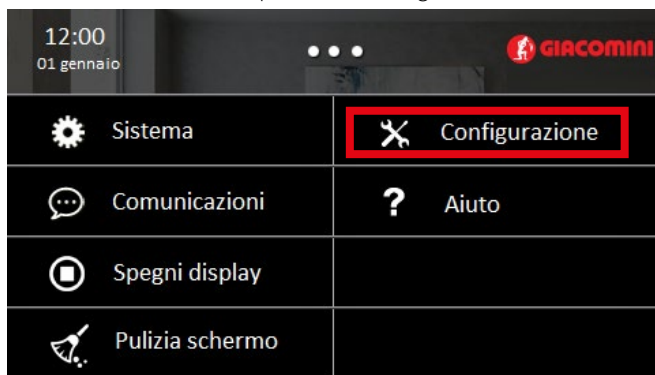 12:00
01 gennaio
GIACOMINI
Sistema
Configurazione
Comunicazioni
? Aiuto
Spegni display
Pulizia schermo